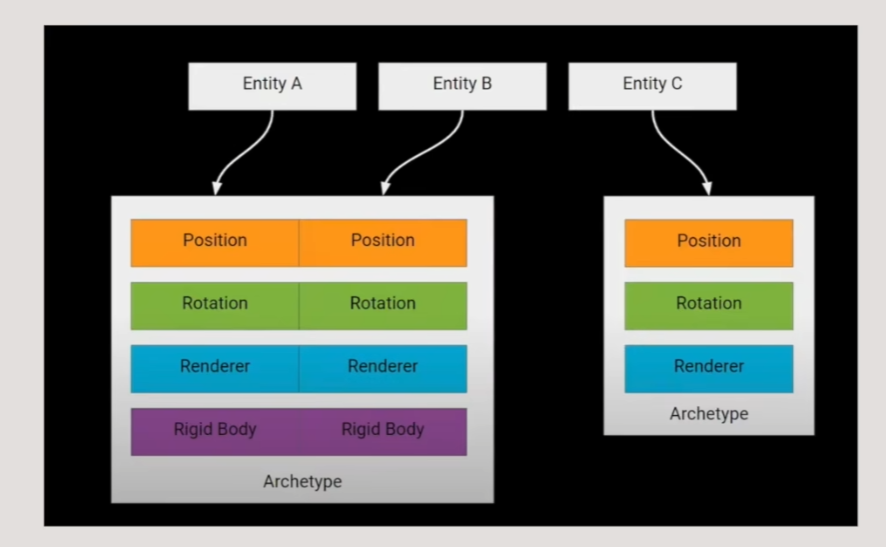 Entity A
Entity B
Entity C
Position Position
Rotation Rotation
Renderer Renderer
Rigid Body Rigid Body
Archetype
Position
Rotation
Renderer
Archetype